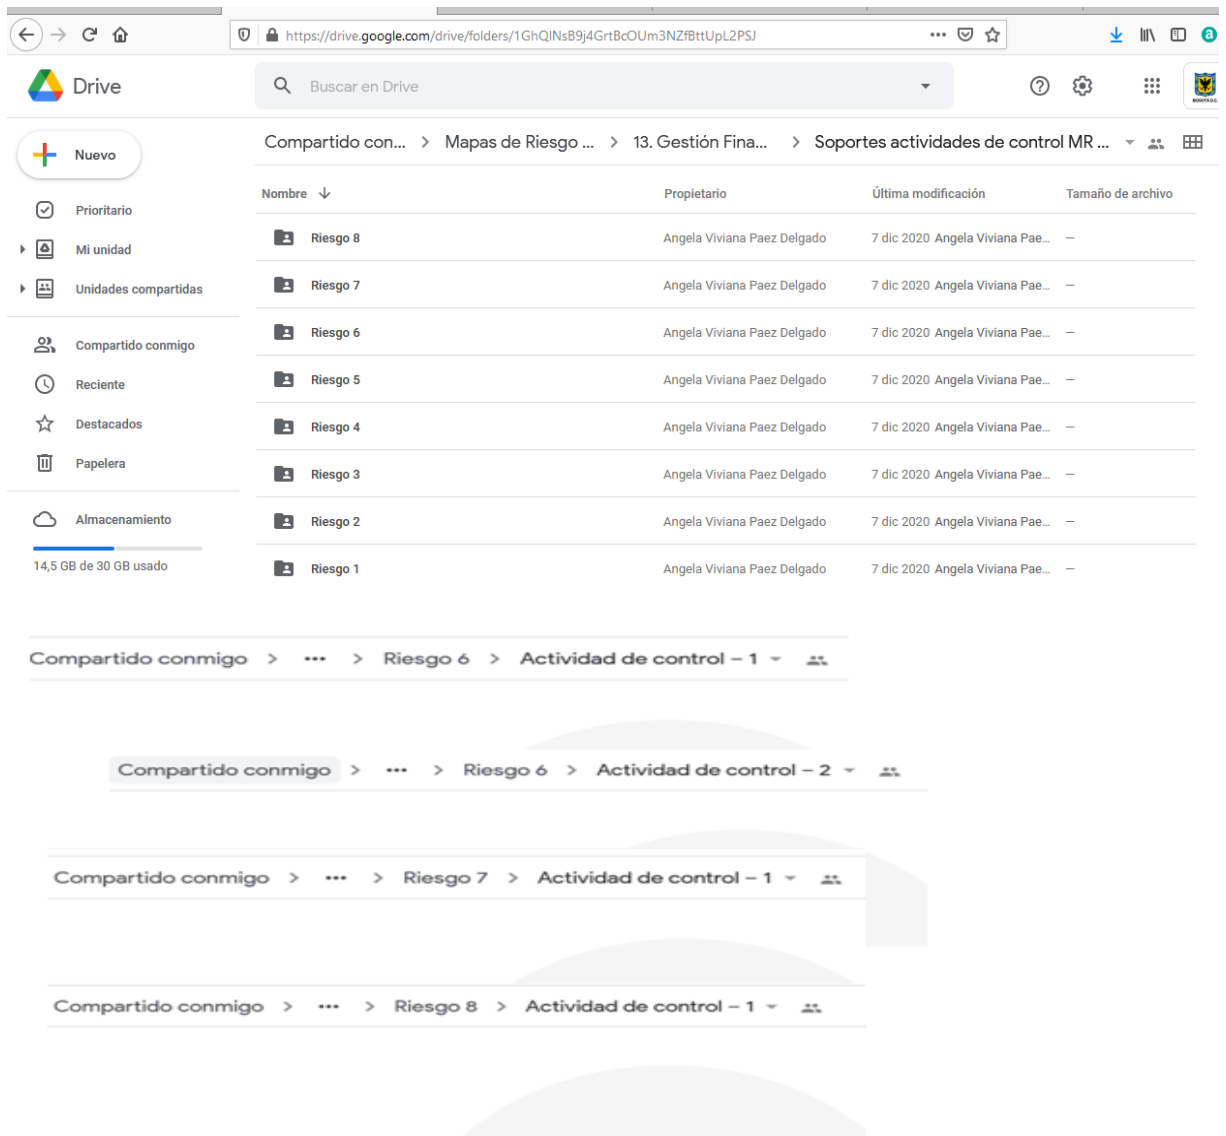 https://drive.google.com/drive/folders/1GhQlNsB9j4GrtBcOUm3NZfBttUpL2PSJ
Drive
Buscar en Drive
Nuevo
Compartido con... > Mapas de Riesgo ... > 13. Gestión Fina... > Soportes actividades de control MR ...
Nombre Propietario Última modificación Tamaño de archivo
Prioritario
Mi unidad
Unidades compartidas
Compartido conmigo
Reciente
Destacados
Papelera
Almacenamiento
14,5 GB de 30 GB usado
Riesgo 8 Angela Viviana Paez Delgado 7 dic 2020 Angela Viviana Pae... —
Riesgo 7 Angela Viviana Paez Delgado 7 dic 2020 Angela Viviana Pae... —
Riesgo 6 Angela Viviana Paez Delgado 7 dic 2020 Angela Viviana Pae... —
Riesgo 5 Angela Viviana Paez Delgado 7 dic 2020 Angela Viviana Pae... —
Riesgo 4 Angela Viviana Paez Delgado 7 dic 2020 Angela Viviana Pae... —
Riesgo 3 Angela Viviana Paez Delgado 7 dic 2020 Angela Viviana Pae... —
Riesgo 2 Angela Viviana Paez Delgado 7 dic 2020 Angela Viviana Pae... —
Riesgo 1 Angela Viviana Paez Delgado 7 dic 2020 Angela Viviana Pae... —
Compartido conmigo > ... > Riesgo 6 > Actividad de control – 1
Compartido conmigo > ... > Riesgo 6 > Actividad de control – 2
Compartido conmigo > ... > Riesgo 7 > Actividad de control – 1
Compartido conmigo > ... > Riesgo 8 > Actividad de control – 1